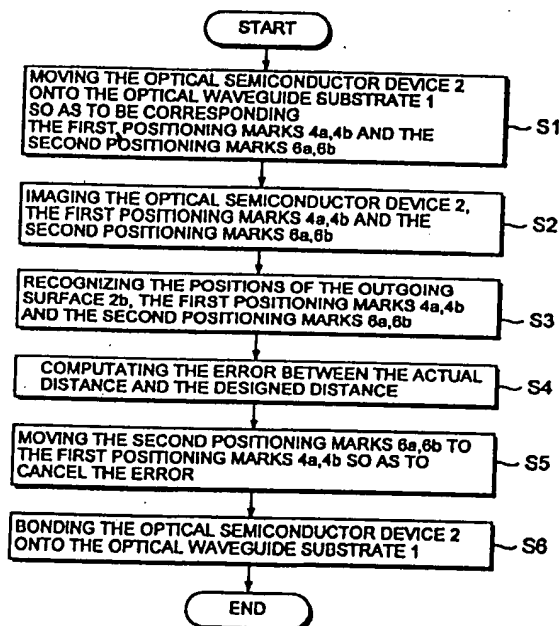 START
MOVING THE OPTICAL SEMICONDUCTOR DEVICE 2
ONTO THE OPTICAL WAVEGUIDE SUBSTRATE 1
SO AS TO BE CORRESPONDING
THE FIRST POSITIONING MARKS 4a,4b AND THE
SECOND POSITIONING MARKS 6a,6b
S1
IMAGING THE OPTICAL SEMICONDUCTOR DEVICE 2,
THE FIRST POSITIONING MARKS 4a,4b AND THE
SECOND POSITIONING MARKS 6a,6b
S2
RECOGNIZING THE POSITIONS OF THE OUTGOING
SURFACE 2b, THE FIRST POSITIONING MARKS 4a,4b
AND THE SECOND POSITIONING MARKS 6a,6b
S3
COMPUTATING THE ERROR BETWEEN THE ACTUAL
DISTANCE AND THE DESIGNED DISTANCE
S4
MOVING THE SECOND POSITIONING MARKS 6a,6b TO
THE FIRST POSITIONING MARKS 4a,4b SO AS TO
CANCEL THE ERROR
S5
BONDING THE OPTICAL SEMICONDUCTOR DEVICE 2
ONTO THE OPTICAL WAVEGUIDE SUBSTRATE 1
S6
END